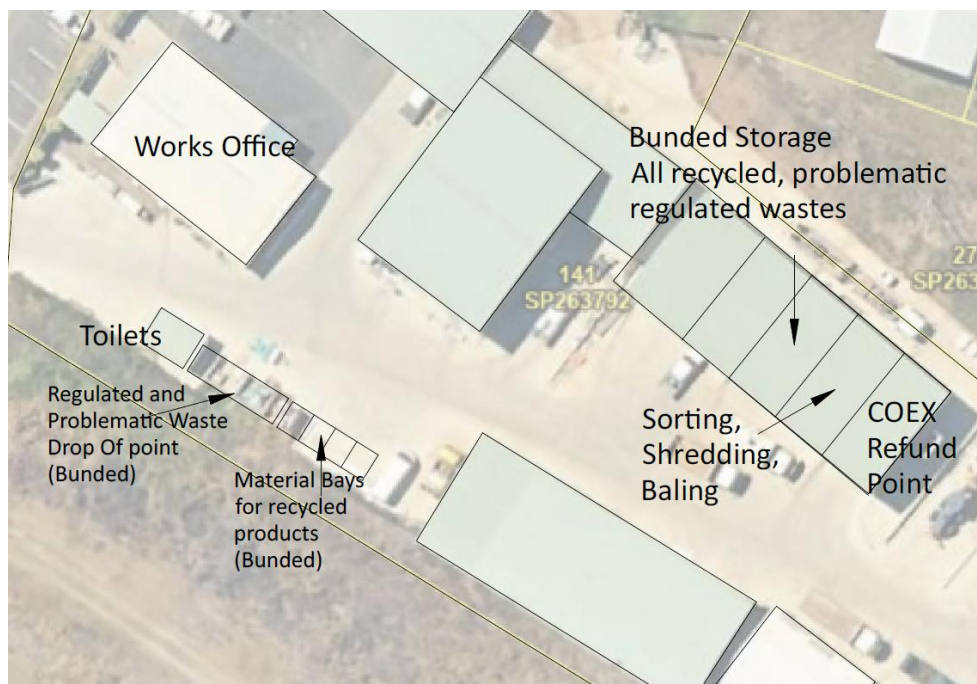 Works Office
Bunded Storage
All recycled, problematic
regulated wastes
141
SP263792
27
SP263
Toilets
Regulated and
Problematic Waste
Drop Of point
(Bunded)
Material Bays
for recycled
products
(Bunded)
Sorting,
Shredding,
Baling
COEX
Refund
Point